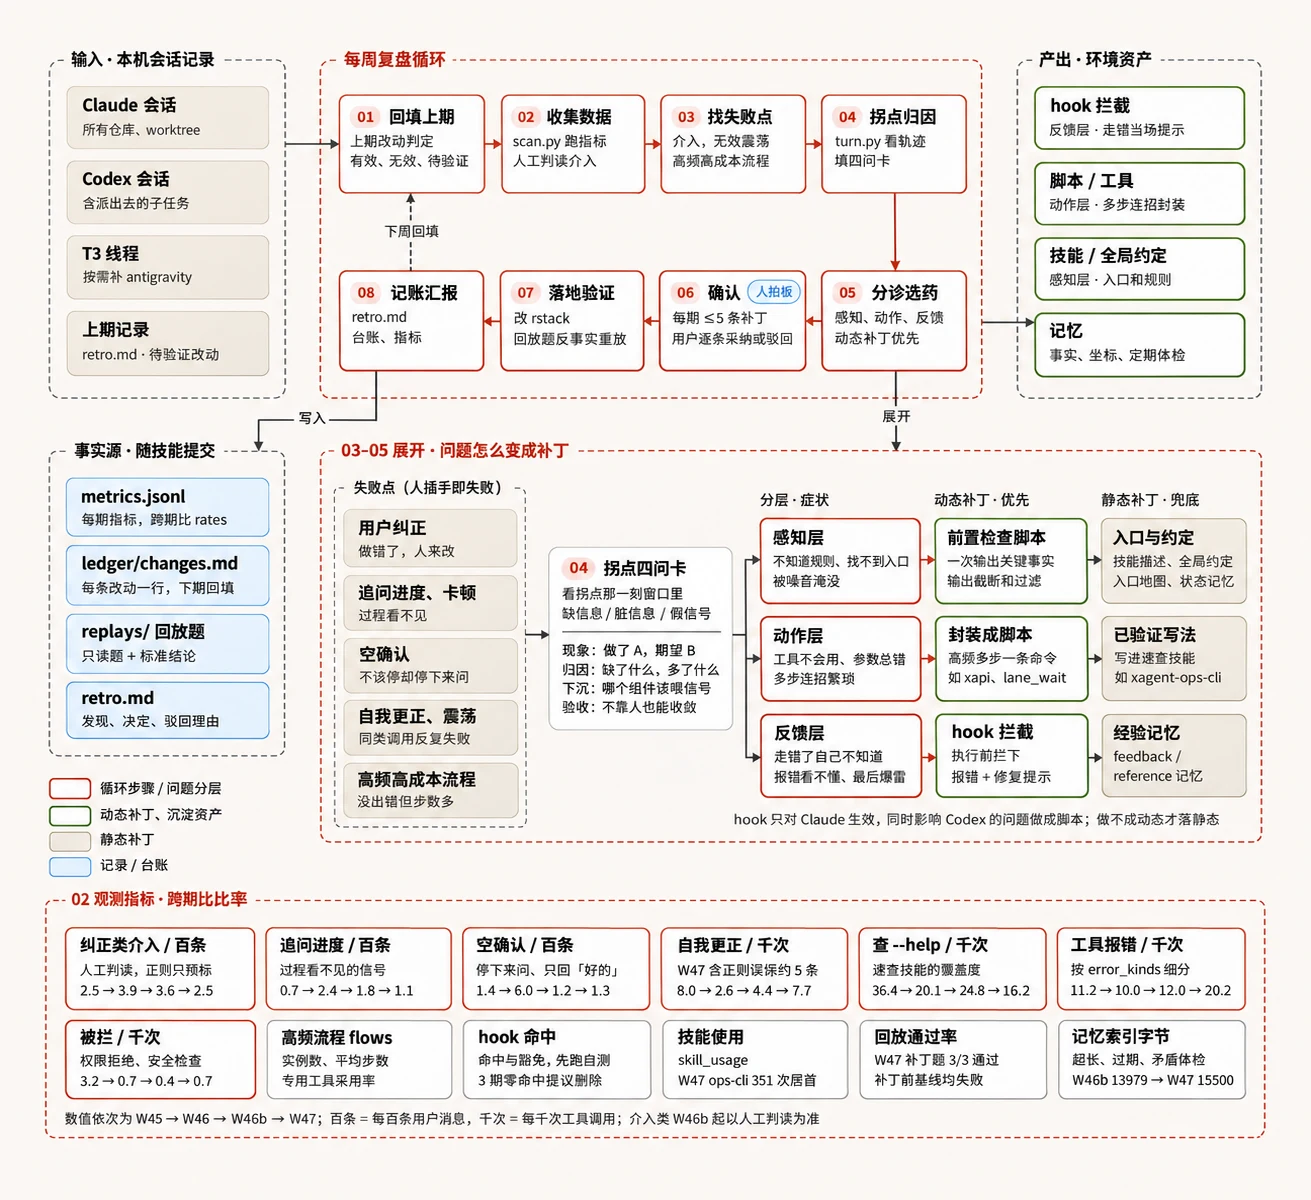 输入 · 本机会话记录
Claude 会话
所有仓库、worktree
Codex 会话
含派出去的子任务
T3 线程
按需补 antigravity
上期记录
retro.md · 待验证改动
每周复盘循环
01 回填上期
上期改动判定
有效、无效、待验证
02 收集数据
scan.py 跑指标
人工判读介入
03 找失败点
介入，无效震荡
高频高成本流程
04 拐点归因
turn.py 看轨迹
填四问卡
下周回填
08 记账汇报
retro.md
台账、指标
07 落地验证
改 rstack
回放题反事实重放
06 确认 人拍板
每期 ≤5 条补丁
用户逐条采纳或驳回
05 分诊选药
感知、动作、反馈
动态补丁优先
产出 · 环境资产
hook 拦截
反馈层 · 走错当场提示
脚本 / 工具
动作层 · 多步连招封装
技能 / 全局约定
感知层 · 入口和规则
记忆
事实、坐标、定期体检
写入
展开
事实源 · 随技能提交
metrics.jsonl
每期指标，跨期比 rates
ledger/changes.md
每条改动一行，下期回填
replays/ 回放题
只读题 + 标准结论
retro.md
发现、决定、驳回理由
循环步骤 / 问题分层
动态补丁、沉淀资产
静态补丁
记录 / 台账
03–05 展开 · 问题怎么变成补丁
失败点（人插手即失败）
用户纠正
做错了，人来改
追问进度、卡顿
过程看不见
空确认
不该停却停下来问
自我更正、震荡
同类调用反复失败
高频高成本流程
没出错但步数多
04 拐点四问卡
看拐点那一刻窗口里
缺信息 / 脏信息 / 假信号
现象：做了 A，期望 B
归因：缺了什么，多了什么
下沉：哪个组件该喂信号
验收：不靠人也能收敛
分层 · 症状
动态补丁 · 优先
静态补丁 · 兜底
感知层
不知道规则、找不到入口
被噪音淹没
前置检查脚本
一次输出关键事实
输出截断和过滤
入口与约定
技能描述、全局约定
入口地图、状态记忆
动作层
工具不会用、参数总错
多步连招繁琐
封装成脚本
高频多步一条命令
如 xapi、lane_wait
已验证写法
写进速查技能
如 xagent-ops-cli
反馈层
走错了自己不知道
报错看不懂、最后爆雷
hook 拦截
执行前拦下
报错 + 修复提示
经验记忆
feedback /
reference 记忆
hook 只对 Claude 生效，同时影响 Codex 的问题做成脚本；做不成动态才落静态
02 观测指标 · 跨期比比率
纠正类介入 / 百条
人工判读，正则只预标
2.5 → 3.9 → 3.6 → 2.5
追问进度 / 百条
过程看不见的信号
0.7 → 2.4 → 1.8 → 1.1
空确认 / 百条
停下来问、只回「好的」
1.4 → 6.0 → 1.2 → 1.3
自我更正 / 千次
W47 含正则误保约 5 条
8.0 → 2.6 → 4.4 → 7.7
查 --help / 千次
速查技能的覆盖度
36.4 → 20.1 → 24.8 → 16.2
工具报错 / 千次
按 error_kinds 细分
11.2 → 10.0 → 12.0 → 20.2
被拦 / 千次
权限拒绝、安全检查
3.2 → 0.7 → 0.4 → 0.7
高频流程 flows
实例数、平均步数
专用工具采用率
hook 命中
命中与豁免，先跑自测
3 期零命中提议删除
技能使用
skill_usage
W47 ops-cli 351 次居首
回放通过率
W47 补丁题 3/3 通过
补丁前基线均失败
记忆索引字节
超长、过期、矛盾体检
W46b 13979 → W47 15500
数值依次为 W45 → W46 → W46b → W47；百条 = 每百条用户消息，千次 = 每千次工具调用；介入类 W46b 起以人工判读为准